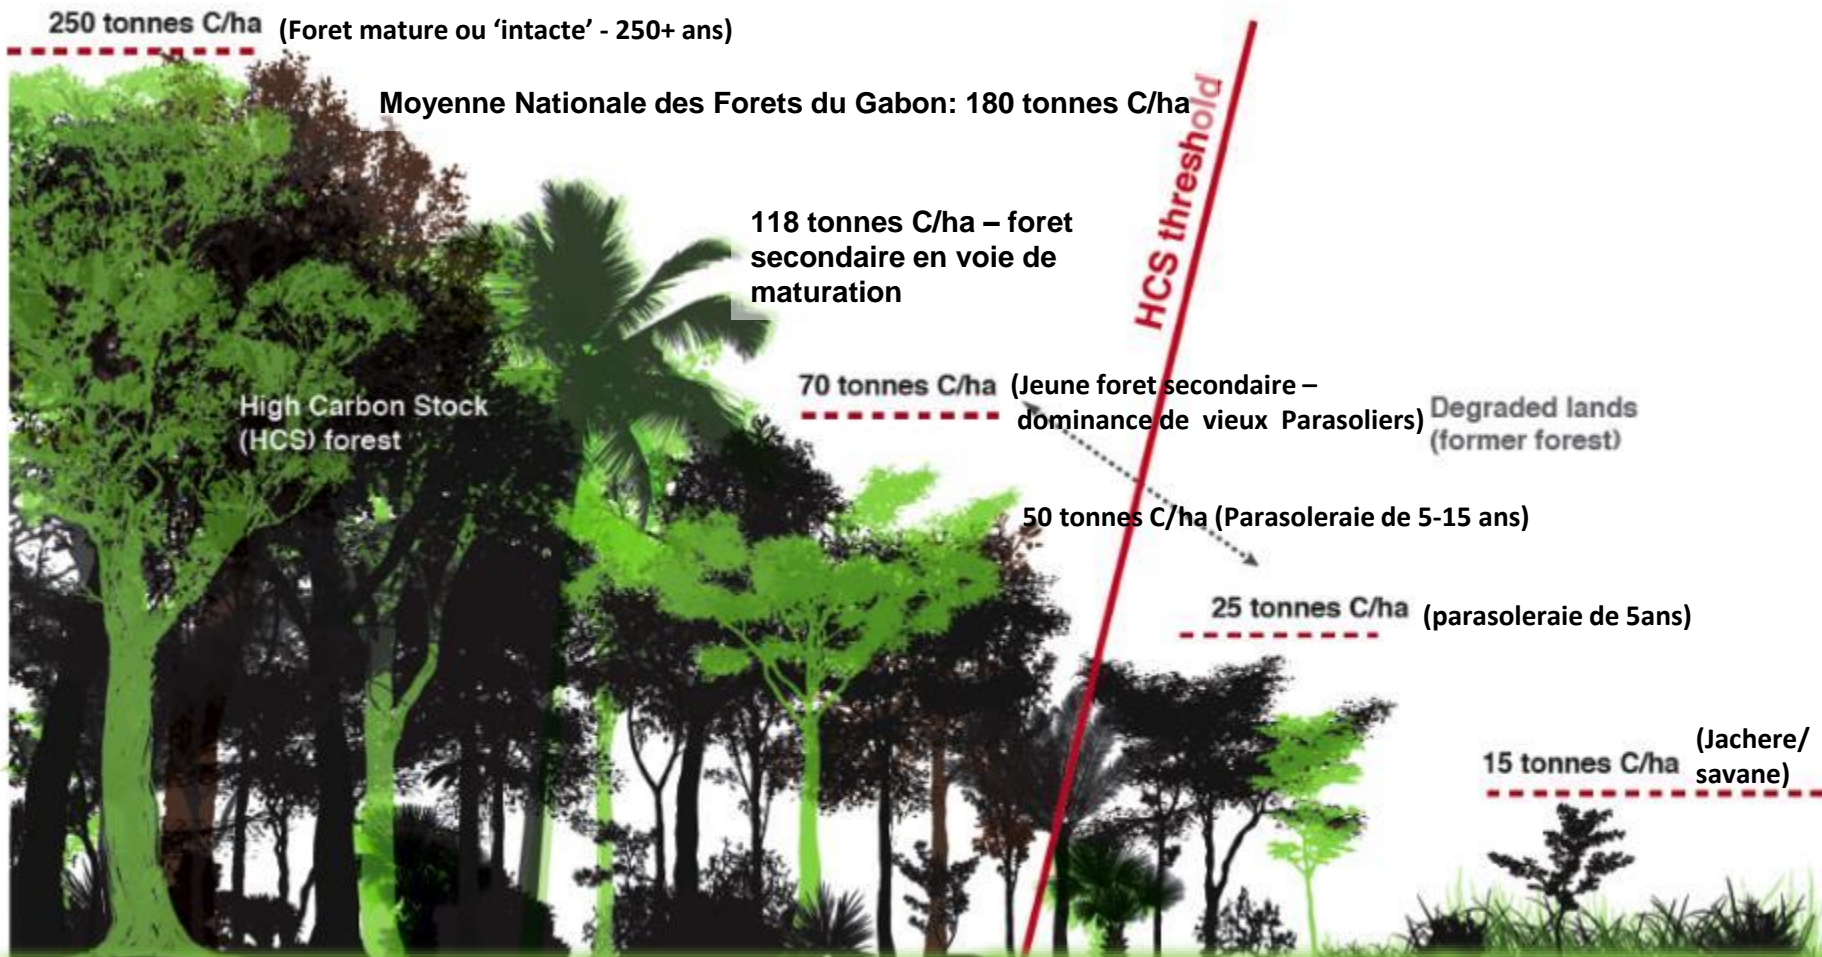 250 tonnes C/ha (Foret mature ou ‘intacte’ - 250+ ans)
Moyenne Nationale des Forets du Gabon: 180 tonnes C/ha
HCS threshold
118 tonnes C/ha – foret
secondaire en voie de
maturation
70 tonnes C/ha (Jeune foret secondaire –
dominance de vieux Parasoliers)
Degraded lands
(former forest)
High Carbon Stock
(HCS) forest
50 tonnes C/ha (Parasoleraie de 5-15 ans)
25 tonnes C/ha (parasoleraie de 5ans)
15 tonnes C/ha (Jachere/
savane)